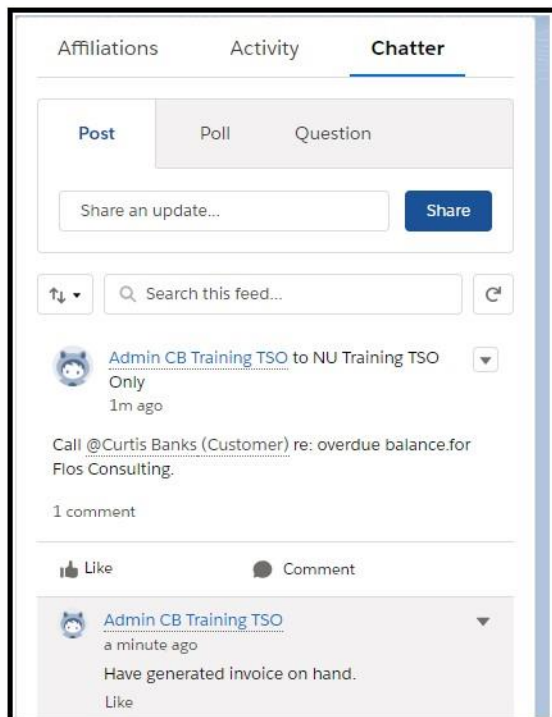 Affiliations Activity Chatter
Post Poll Question
Share an update... Share
Search this feed...
Admin CB Training TSO to NU Training TSO
Only
1m ago
Call @Curtis Banks (Customer) re: overdue balance.for
Flos Consulting.
1 comment
Like Comment
Admin CB Training TSO
a minute ago
Have generated invoice on hand.
Like